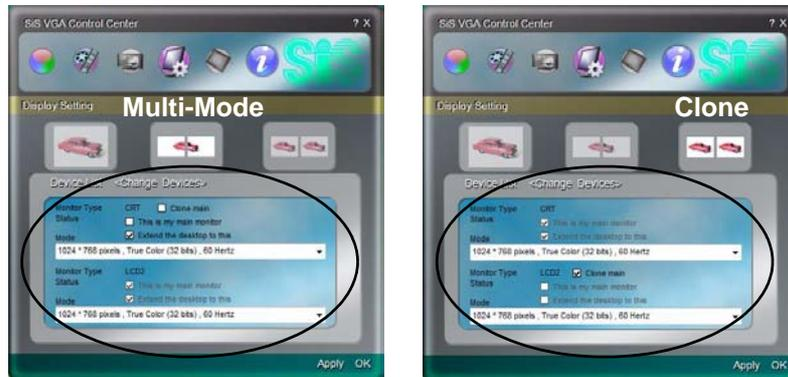 SiS VGA Control Center ? X
SiS
Display Setting
Multi-Mode
Device List <Change Devices>
Monitor Type CRT Clone main
Status This is my main monitor
Extend the desktop to this
Mode
1024 * 768 pixels , True Color (32 bits) , 60 Hertz
Monitor Type LCD2
Status This is my main monitor
Extend the desktop to this
Mode
1024 * 768 pixels , True Color (32 bits) , 60 Hertz
Apply OK
SiS VGA Control Center ? X
SiS
Display Setting
Clone
Device List <Change Devices>
Monitor Type CRT
Status This is my main monitor
Extend the desktop to this
Mode
1024 * 768 pixels , True Color (32 bits) , 60 Hertz
Monitor Type LCD2 Clone main
Status This is my main monitor
Extend the desktop to this
Mode
1024 * 768 pixels , True Color (32 bits) , 60 Hertz
Apply OK